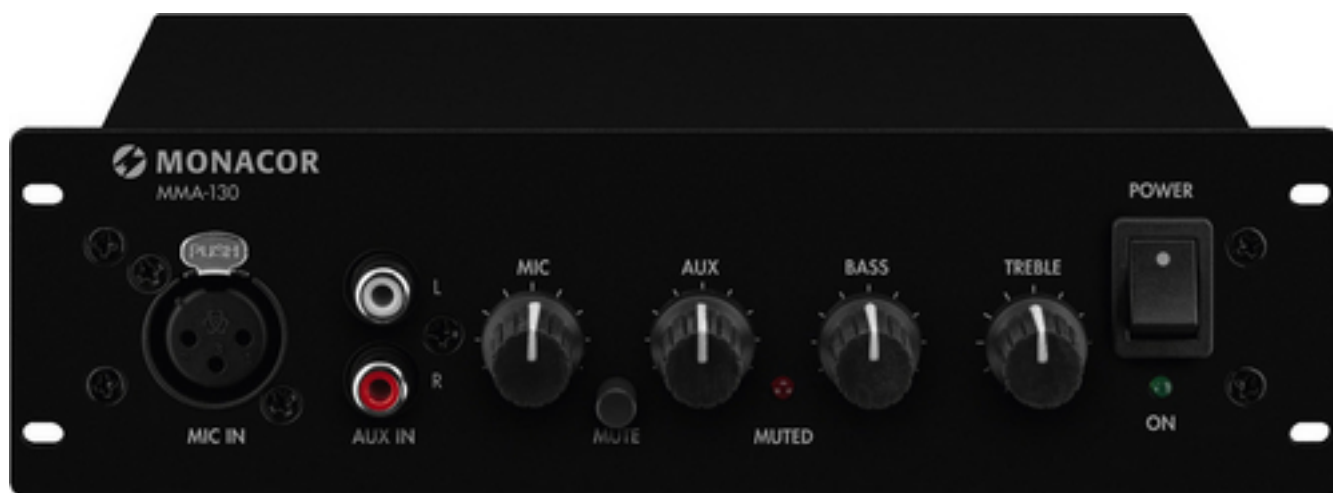 MONACOR
MMA-130
POWER
PUSH
MIC
AUX
BASS
TREBLE
L
R
MIC IN
AUX IN
MUTE
MUTED
ON